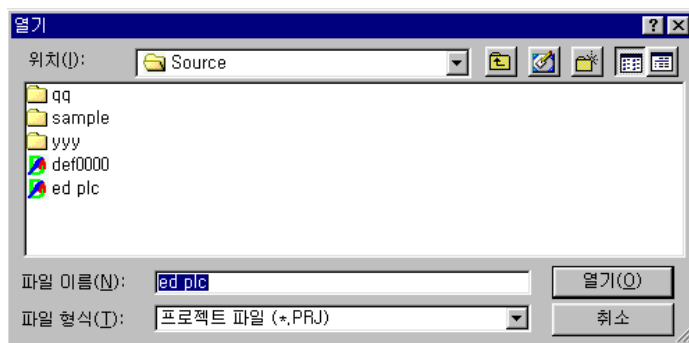 열기
위치(I): Source
qq
sample
yyy
def0000
ed plc
파일 이름(N): ed plc 열기(O)
파일 형식(T): 프로젝트 파일 (*.PRJ) 취소